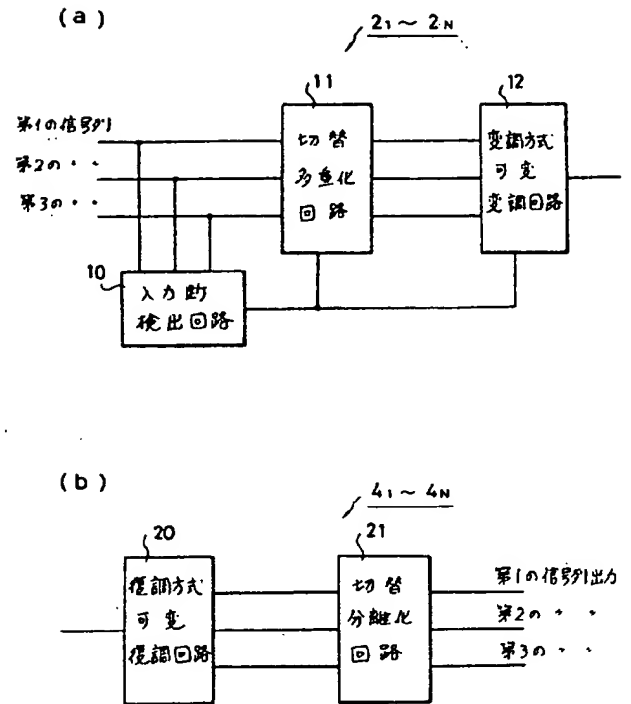 (a)
2₁ ～ 2ₙ
11
12
第1の信号列
第2の 〃 〃
第3の 〃 〃
切替
多重化
回路
変調方式
可変
変調回路
10
入力断
検出回路
(b)
4₁ ～ 4ₙ
20
21
復調方式
可変
復調回路
切替
分離化
回路
第1の信号列出力
第2の 〃 〃
第3の 〃 〃